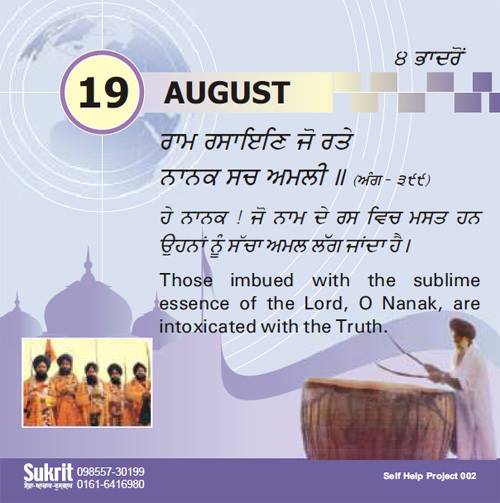 ੪ ਭਾਦਰੋਂ
19 AUGUST
ਰਾਮ ਰਸਾਇਣਿ ਜੋ ਰਤੇ
ਨਾਨਕ ਸਚ ਅਮਲੀ ॥ (ਅੰਗ - ੩੯੯)
ਹੇ ਨਾਨਕ ! ਜੋ ਨਾਮ ਦੇ ਰਸ ਵਿਚ ਮਸਤ ਹਨ
ਉਹਨਾਂ ਨੂੰ ਸੱਚਾ ਅਮਲ ਲੱਗ ਜਾਂਦਾ ਹੈ।
Those imbued with the sublime
essence of the Lord, O Nanak, are
intoxicated with the Truth.
Sukrit 098557-30199
0161-6416980
Self Help Project 002